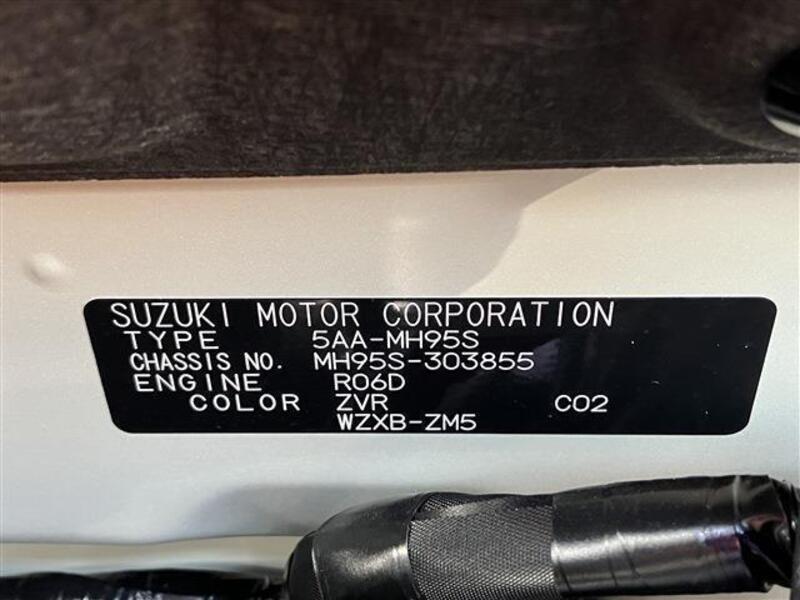 SUZUKI MOTOR CORPORATION
TYPE 5AA-MH95S
CHASSIS NO. MH95S-303855
ENGINE R06D
COLOR ZVR C02
WZXB-ZM5